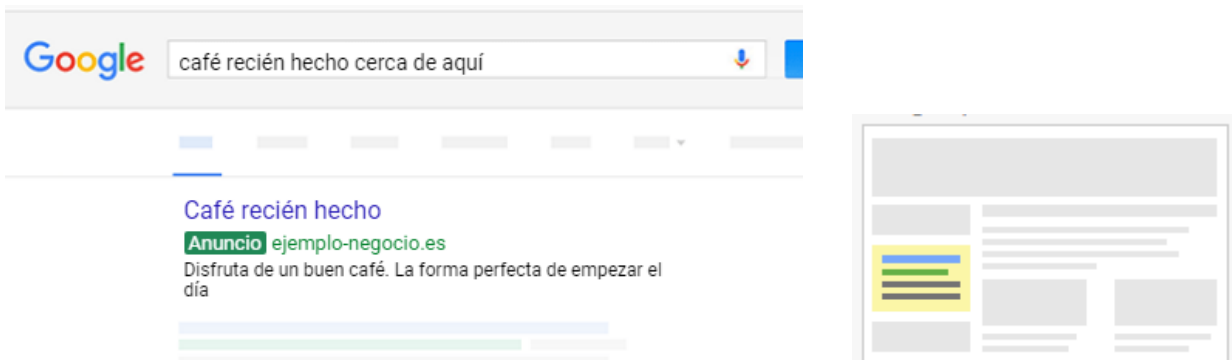 Google
café recién hecho cerca de aquí
Café recién hecho
Anuncio ejemplo-negocio.es
Disfruta de un buen café. La forma perfecta de empezar el
día